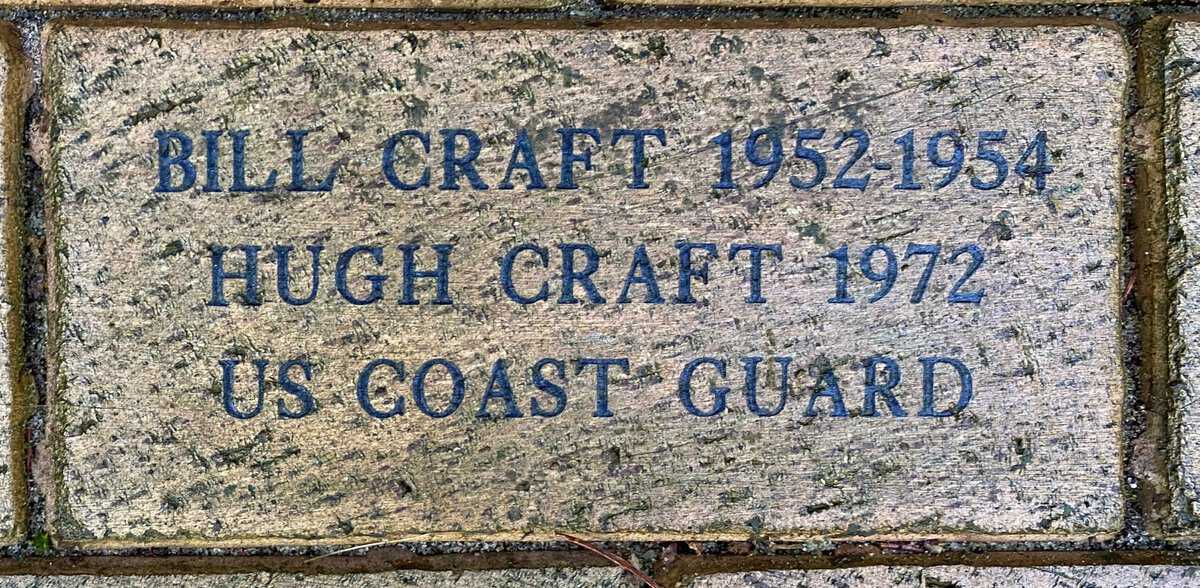 BILL CRAFT 1952-1954
HUGH CRAFT 1972
US COAST GUARD